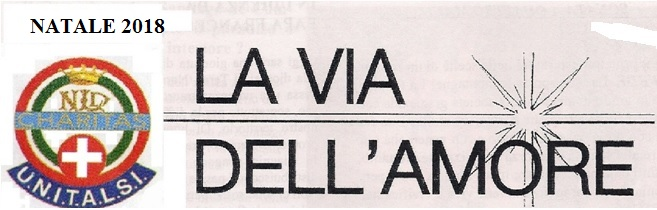 NATALE 2018
NLD
CHARITAS
U.N.I.T.A.L.S.I.
LA VIA
DELL'AMORE